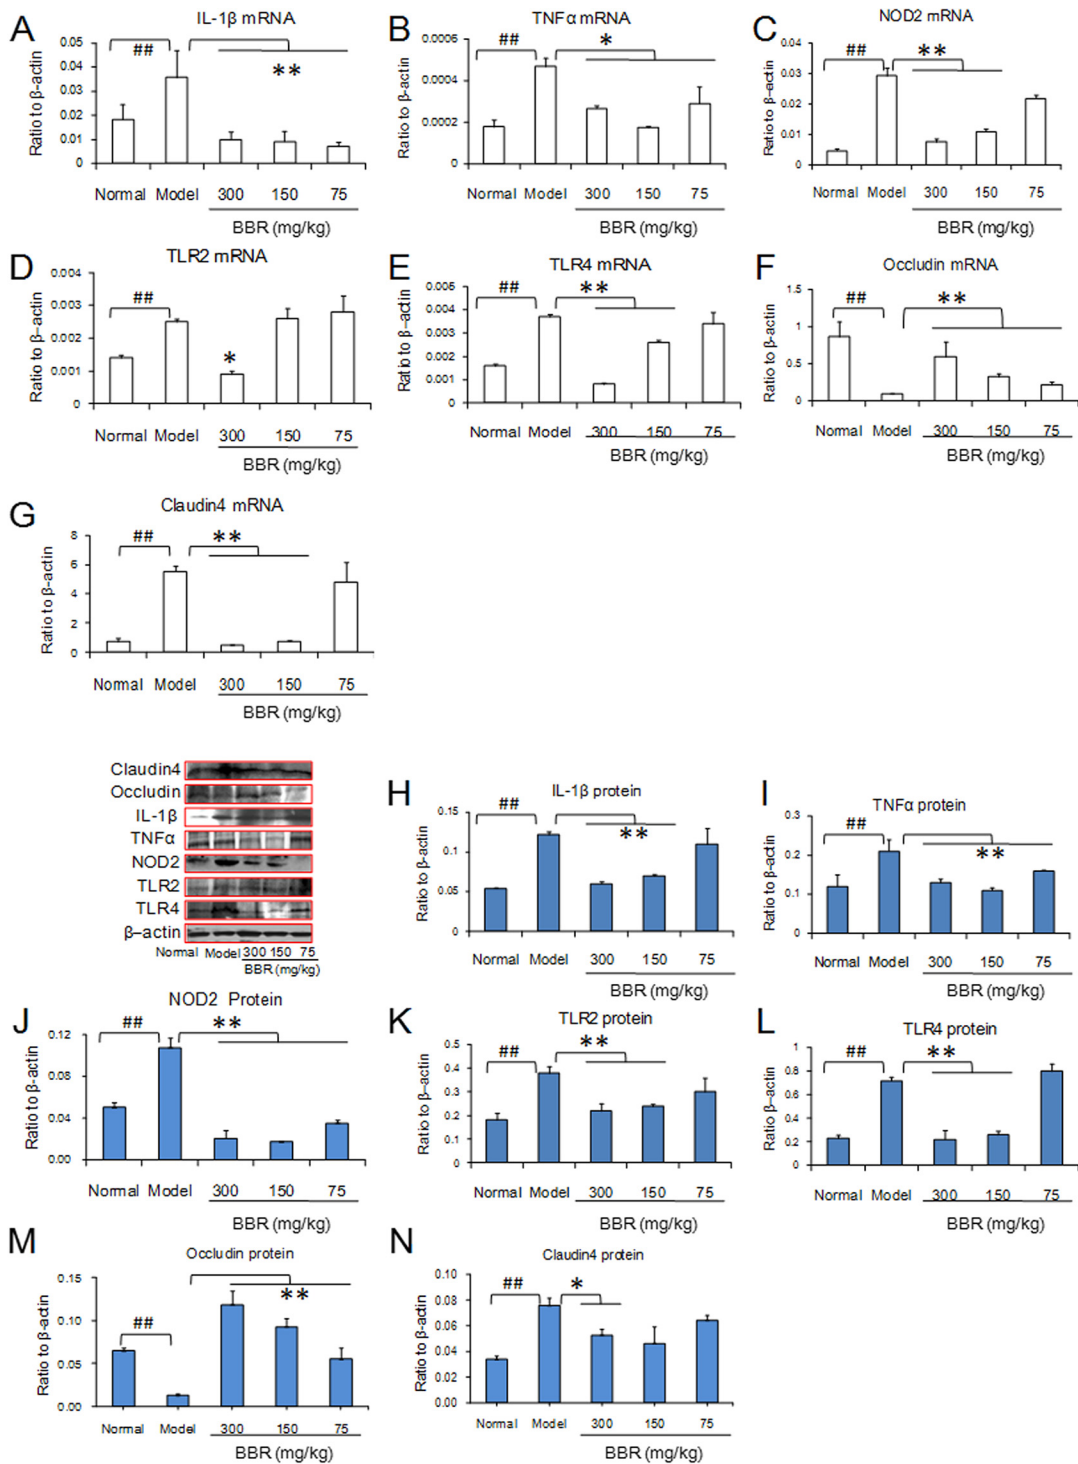 A
IL-1β mRNA
Ratio to β-actin
0.05
0.04
0.03
0.02
0.01
0
##
**
Normal Model 300 150 75
BBR (mg/kg)
B
TNFα mRNA
Ratio to β-actin
0.0006
0.0004
0.0002
0
##
*
Normal Model 300 150 75
BBR (mg/kg)
C
NOD2 mRNA
Ratio to β-actin
0.04
0.03
0.02
0.01
0
##
**
Normal Model 300 150 75
BBR (mg/kg)
D
TLR2 mRNA
Ratio to β-actin
0.004
0.003
0.002
0.001
0
##
*
Normal Model 300 150 75
BBR (mg/kg)
E
TLR4 mRNA
Ratio to β-actin
0.005
0.004
0.003
0.002
0.001
0
##
**
Normal Model 300 150 75
BBR (mg/kg)
F
Occludin mRNA
Ratio to β-actin
1.5
1
0.5
0
##
**
Normal Model 300 150 75
BBR (mg/kg)
G
Claudin4 mRNA
Ratio to β-actin
8
6
4
2
0
##
**
Normal Model 300 150 75
BBR (mg/kg)
Claudin4
Occludin
IL-1β
TNFα
NOD2
TLR2
TLR4
β-actin
Normal Model 300 150 75
BBR (mg/kg)
H
IL-1β protein
Ratio to β-actin
0.15
0.1
0.05
0
##
**
Normal Model 300 150 75
BBR (mg/kg)
I
TNFα protein
Ratio to β-actin
0.3
0.2
0.1
0
##
**
Normal Model 300 150 75
BBR (mg/kg)
J
NOD2 Protein
Ratio to β-actin
0.12
0.08
0.04
0.00
##
**
Normal Model 300 150 75
BBR (mg/kg)
K
TLR2 protein
Ratio to β-actin
0.5
0.4
0.3
0.2
0.1
0
##
**
Normal Model 300 150 75
BBR (mg/kg)
L
TLR4 protein
Ratio to β-actin
1
0.8
0.6
0.4
0.2
0
##
**
Normal Model 300 150 75
BBR (mg/kg)
M
Occludin protein
Ratio to β-actin
0.15
0.10
0.05
0.00
##
**
Normal Model 300 150 75
BBR (mg/kg)
N
Claudin4 protein
Ratio to β-actin
0.10
0.08
0.06
0.04
0.02
0.00
##
*
Normal Model 300 150 75
BBR (mg/kg)